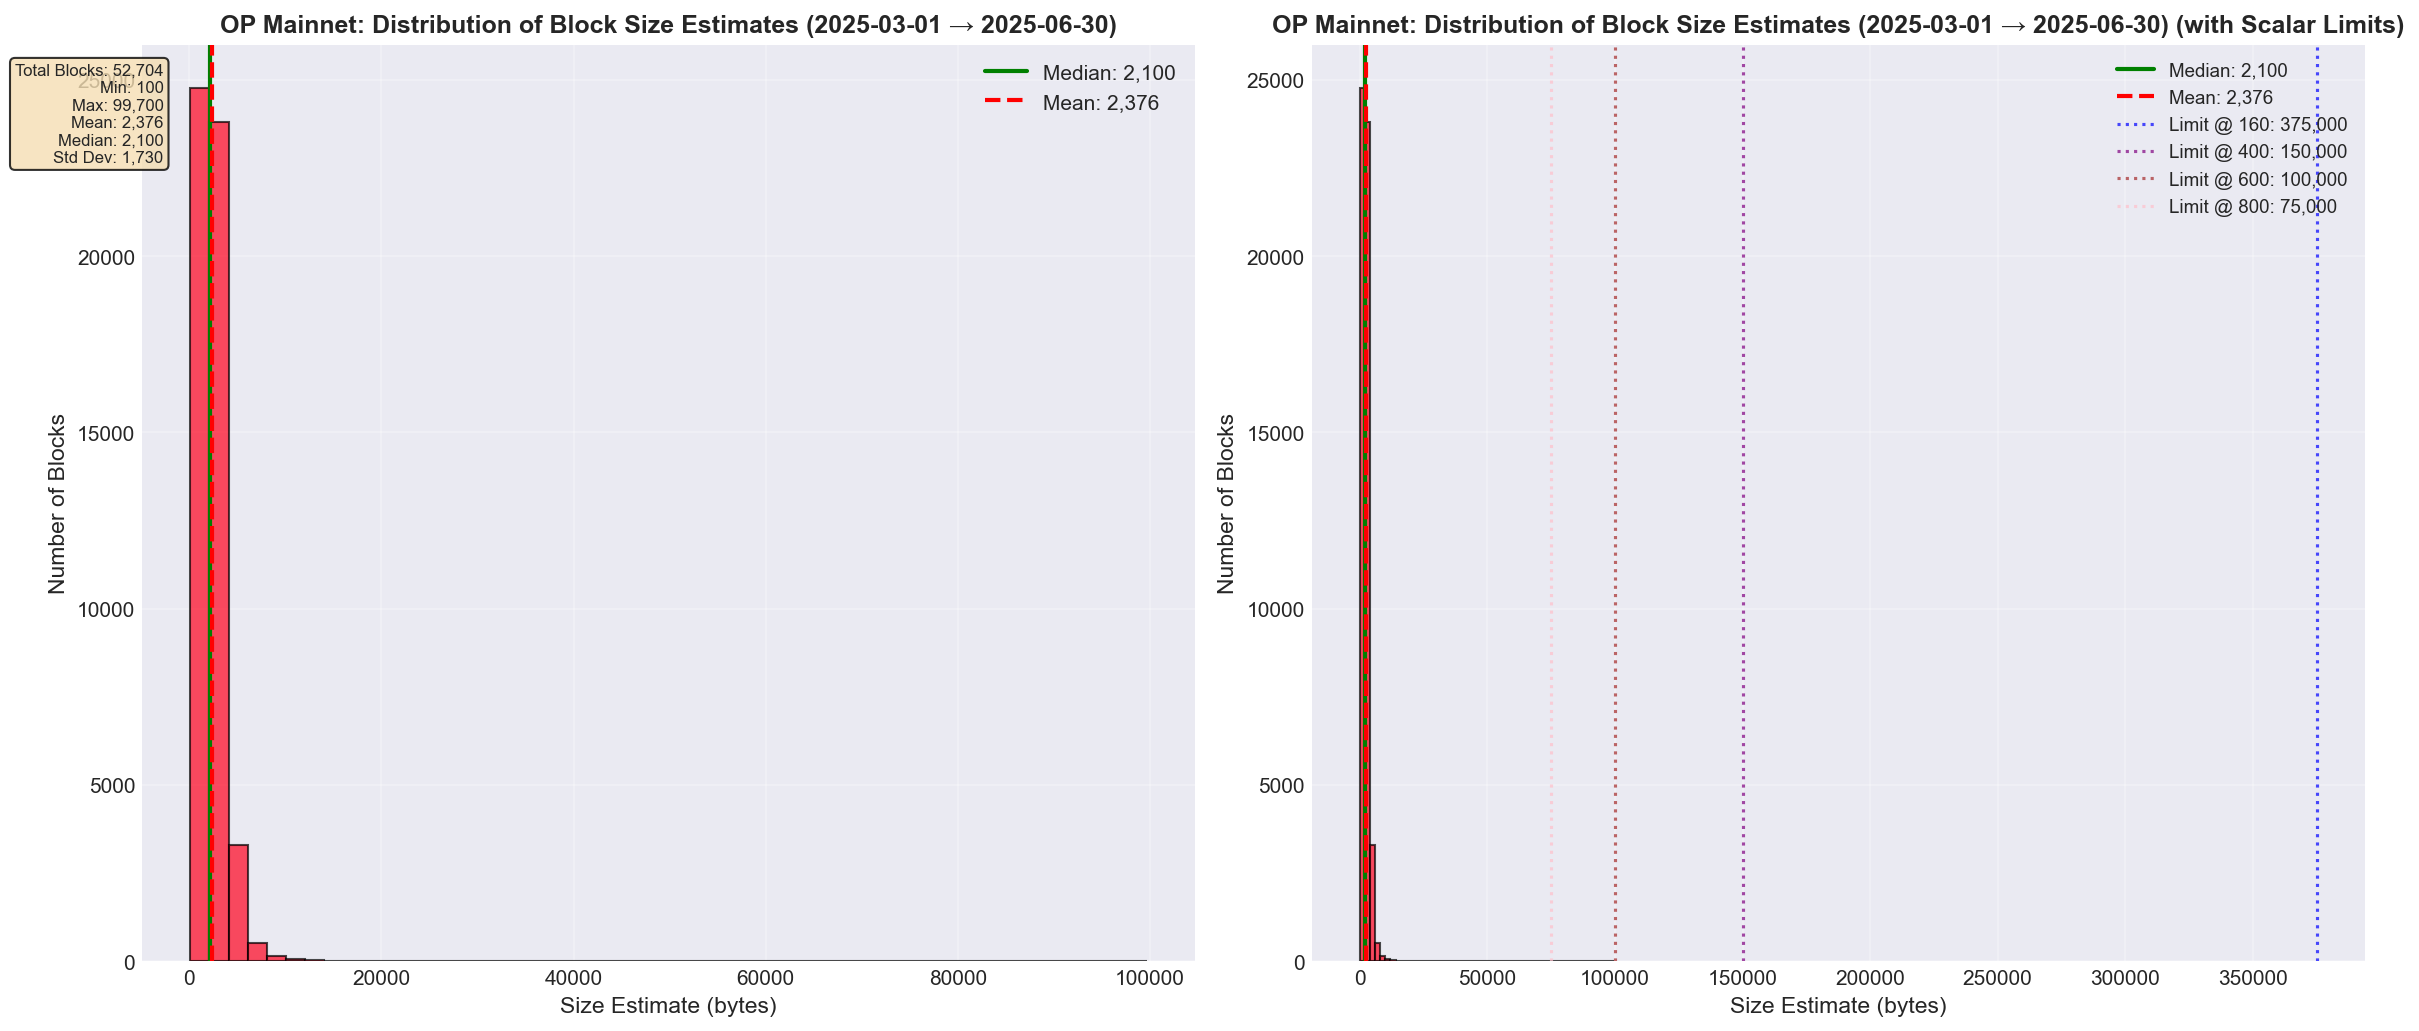 OP Mainnet: Distribution of Block Size Estimates (2025-03-01 → 2025-06-30)
Total Blocks: 52,704
Min: 100
Max: 99,700
Mean: 2,376
Median: 2,100
Std Dev: 1,730
Median: 2,100
Mean: 2,376
25000
20000
15000
10000
5000
0
Number of Blocks
0 20000 40000 60000 80000 100000
Size Estimate (bytes)
OP Mainnet: Distribution of Block Size Estimates (2025-03-01 → 2025-06-30) (with Scalar Limits)
Median: 2,100
Mean: 2,376
Limit @ 160: 375,000
Limit @ 400: 150,000
Limit @ 600: 100,000
Limit @ 800: 75,000
25000
20000
15000
10000
5000
0
Number of Blocks
0 50000 100000 150000 200000 250000 300000 350000
Size Estimate (bytes)